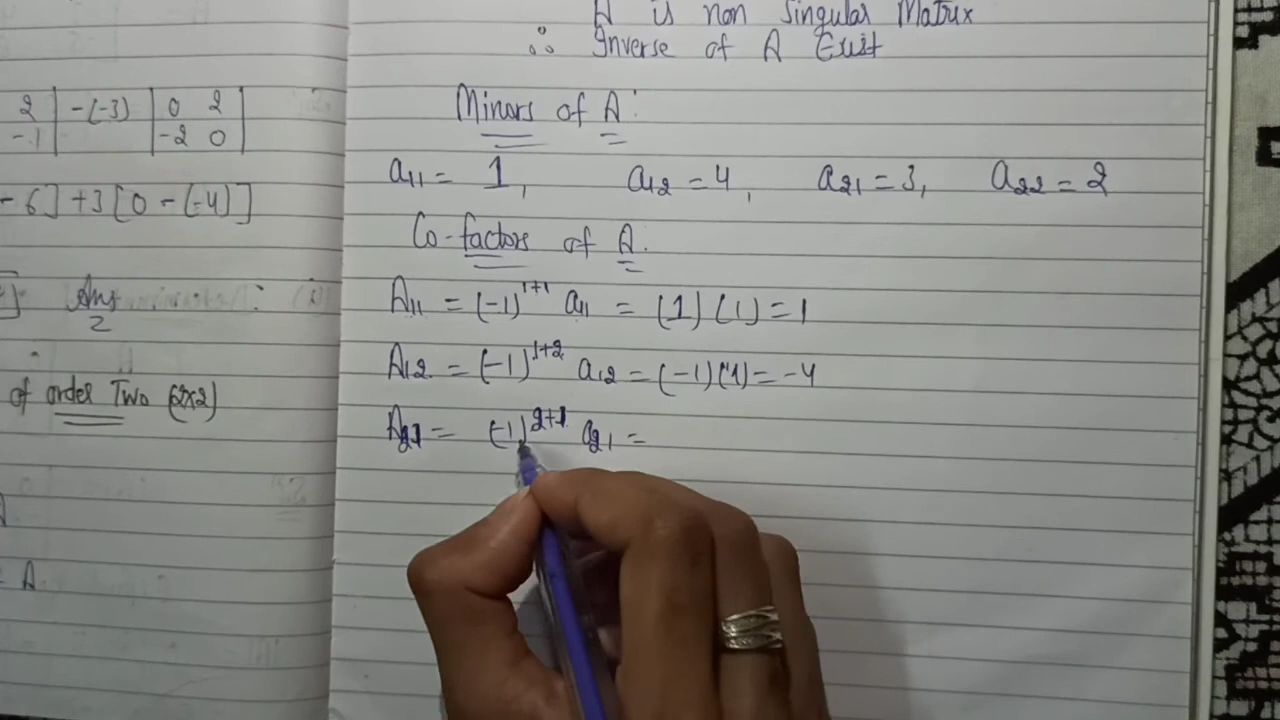 2 | -(-3) | 0 2 |
-1 | | -2 0 |
- 6] +3[0 - (-4)]
Ans
2
of order Two (2x2)
= A
A is non Singular Matrix
∴ Inverse of A Exist
Minors of A:
a11 = 1, a12 = 4, a21 = 3, a22 = 2
Co-factors of A.
A11 = (-1)^1+1 a11 = (1) (1) = 1
A12 = (-1)^1+2 a12 = (-1)(4) = -4
A21 = (-1)^2+1 a21 =